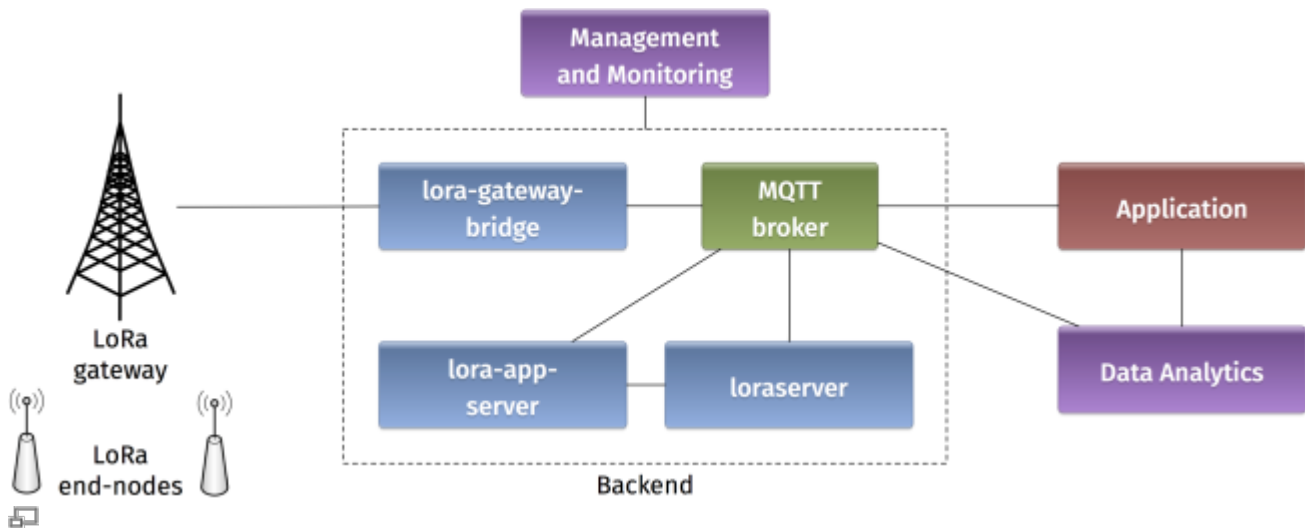 Management
and Monitoring
lora-gateway-
bridge
MQTT
broker
Application
LoRa
gateway
lora-app-
server
loraserver
Data Analytics
LoRa
end-nodes
Backend